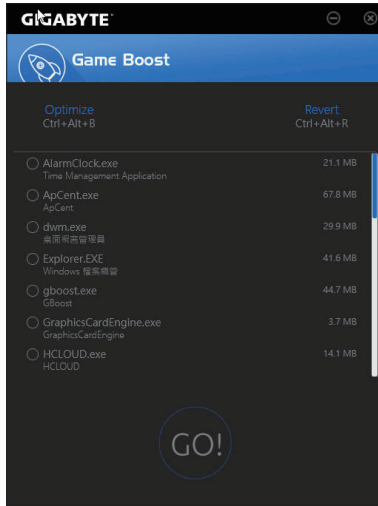 GIGABYTE™
Game Boost
Optimize
Ctrl+Alt+B
Revert
Ctrl+Alt+R
AlarmClock.exe 21.1 MB
Time Management Application
ApCent.exe 67.8 MB
ApCent
dwm.exe 29.9 MB
桌面視窗管理員
Explorer.EXE 41.6 MB
Windows 檔案總管
gboost.exe 44.7 MB
GBoost
GraphicsCardEngine.exe 3.7 MB
GraphicsCardEngine
HCLOUD.exe 14.1 MB
HCLOUD
GO!